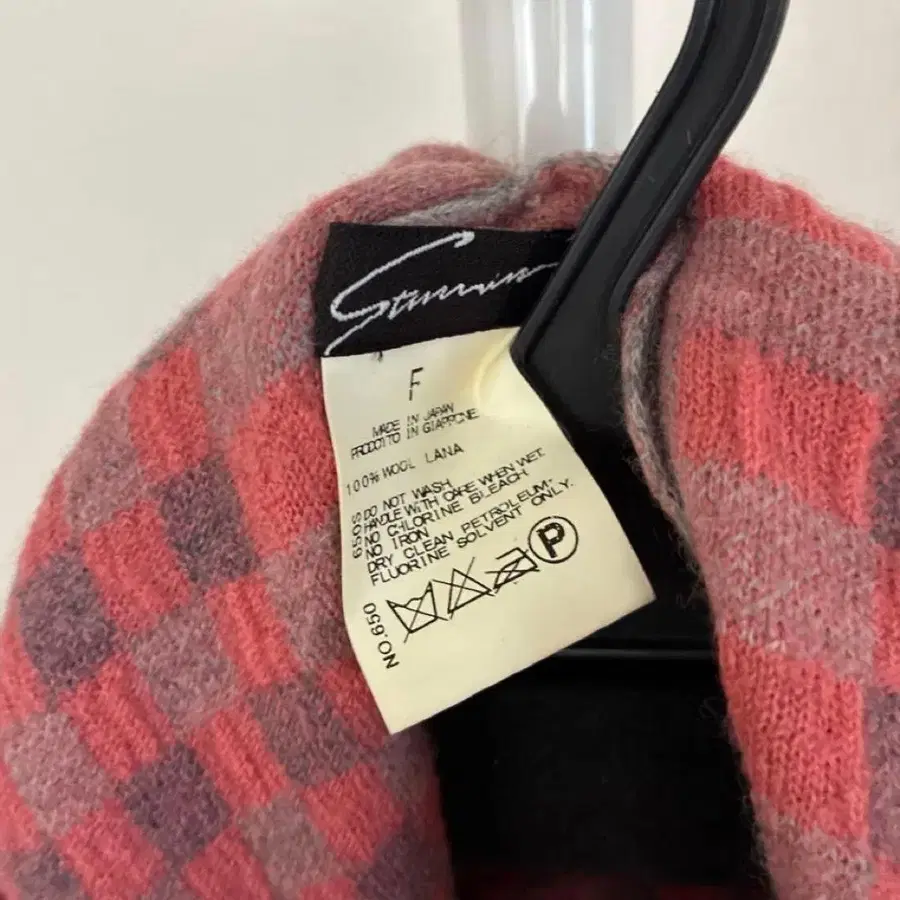 F
MADE IN JAPAN
PRODOTTO IN GIAPPONE
100% WOOL LANA
650S
DO NOT WASH
HANDLE WITH CARE WHEN WET.
NO CHLORINE BLEACH
NO IRON
DRY CLEAN PETROLEUM-
FLUORINE SOLVENT ONLY.
P
NO.650